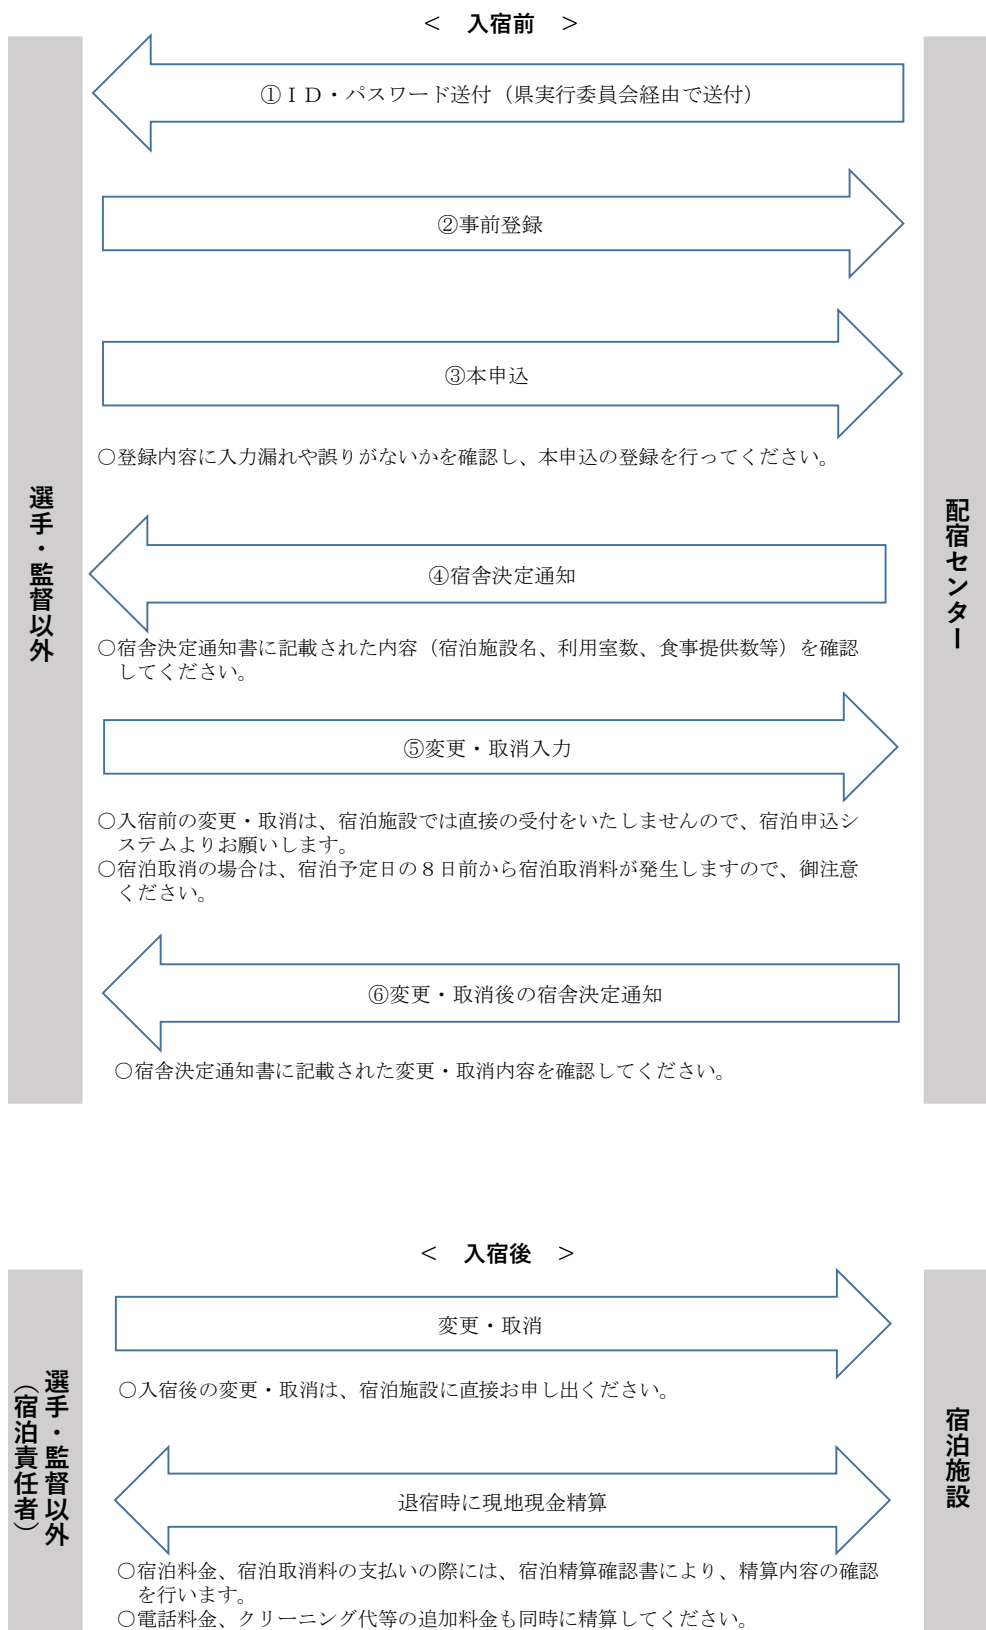 ＜　入宿前　＞
①ＩＤ・パスワード送付（県実行委員会経由で送付）
②事前登録
③本申込
〇登録内容に入力漏れや誤りがないかを確認し、本申込の登録を行ってください。
選手・監督以外
配宿センター
④宿舎決定通知
〇宿舎決定通知書に記載された内容（宿泊施設名、利用室数、食事提供数等）を確認
してください。
⑤変更・取消入力
〇入宿前の変更・取消は、宿泊施設では直接の受付をいたしませんので、宿泊申込シ
ステムよりお願いします。
〇宿泊取消の場合は、宿泊予定日の８日前から宿泊取消料が発生しますので、御注意
ください。
⑥変更・取消後の宿舎決定通知
〇宿舎決定通知書に記載された変更・取消内容を確認してください。
＜　入宿後　＞
変更・取消
〇入宿後の変更・取消は、宿泊施設に直接お申し出ください。
選手・監督以外
（宿泊責任者）
宿泊施設
退宿時に現地現金精算
〇宿泊料金、宿泊取消料の支払いの際には、宿泊精算確認書により、精算内容の確認
を行います。
〇電話料金、クリーニング代等の追加料金も同時に精算してください。